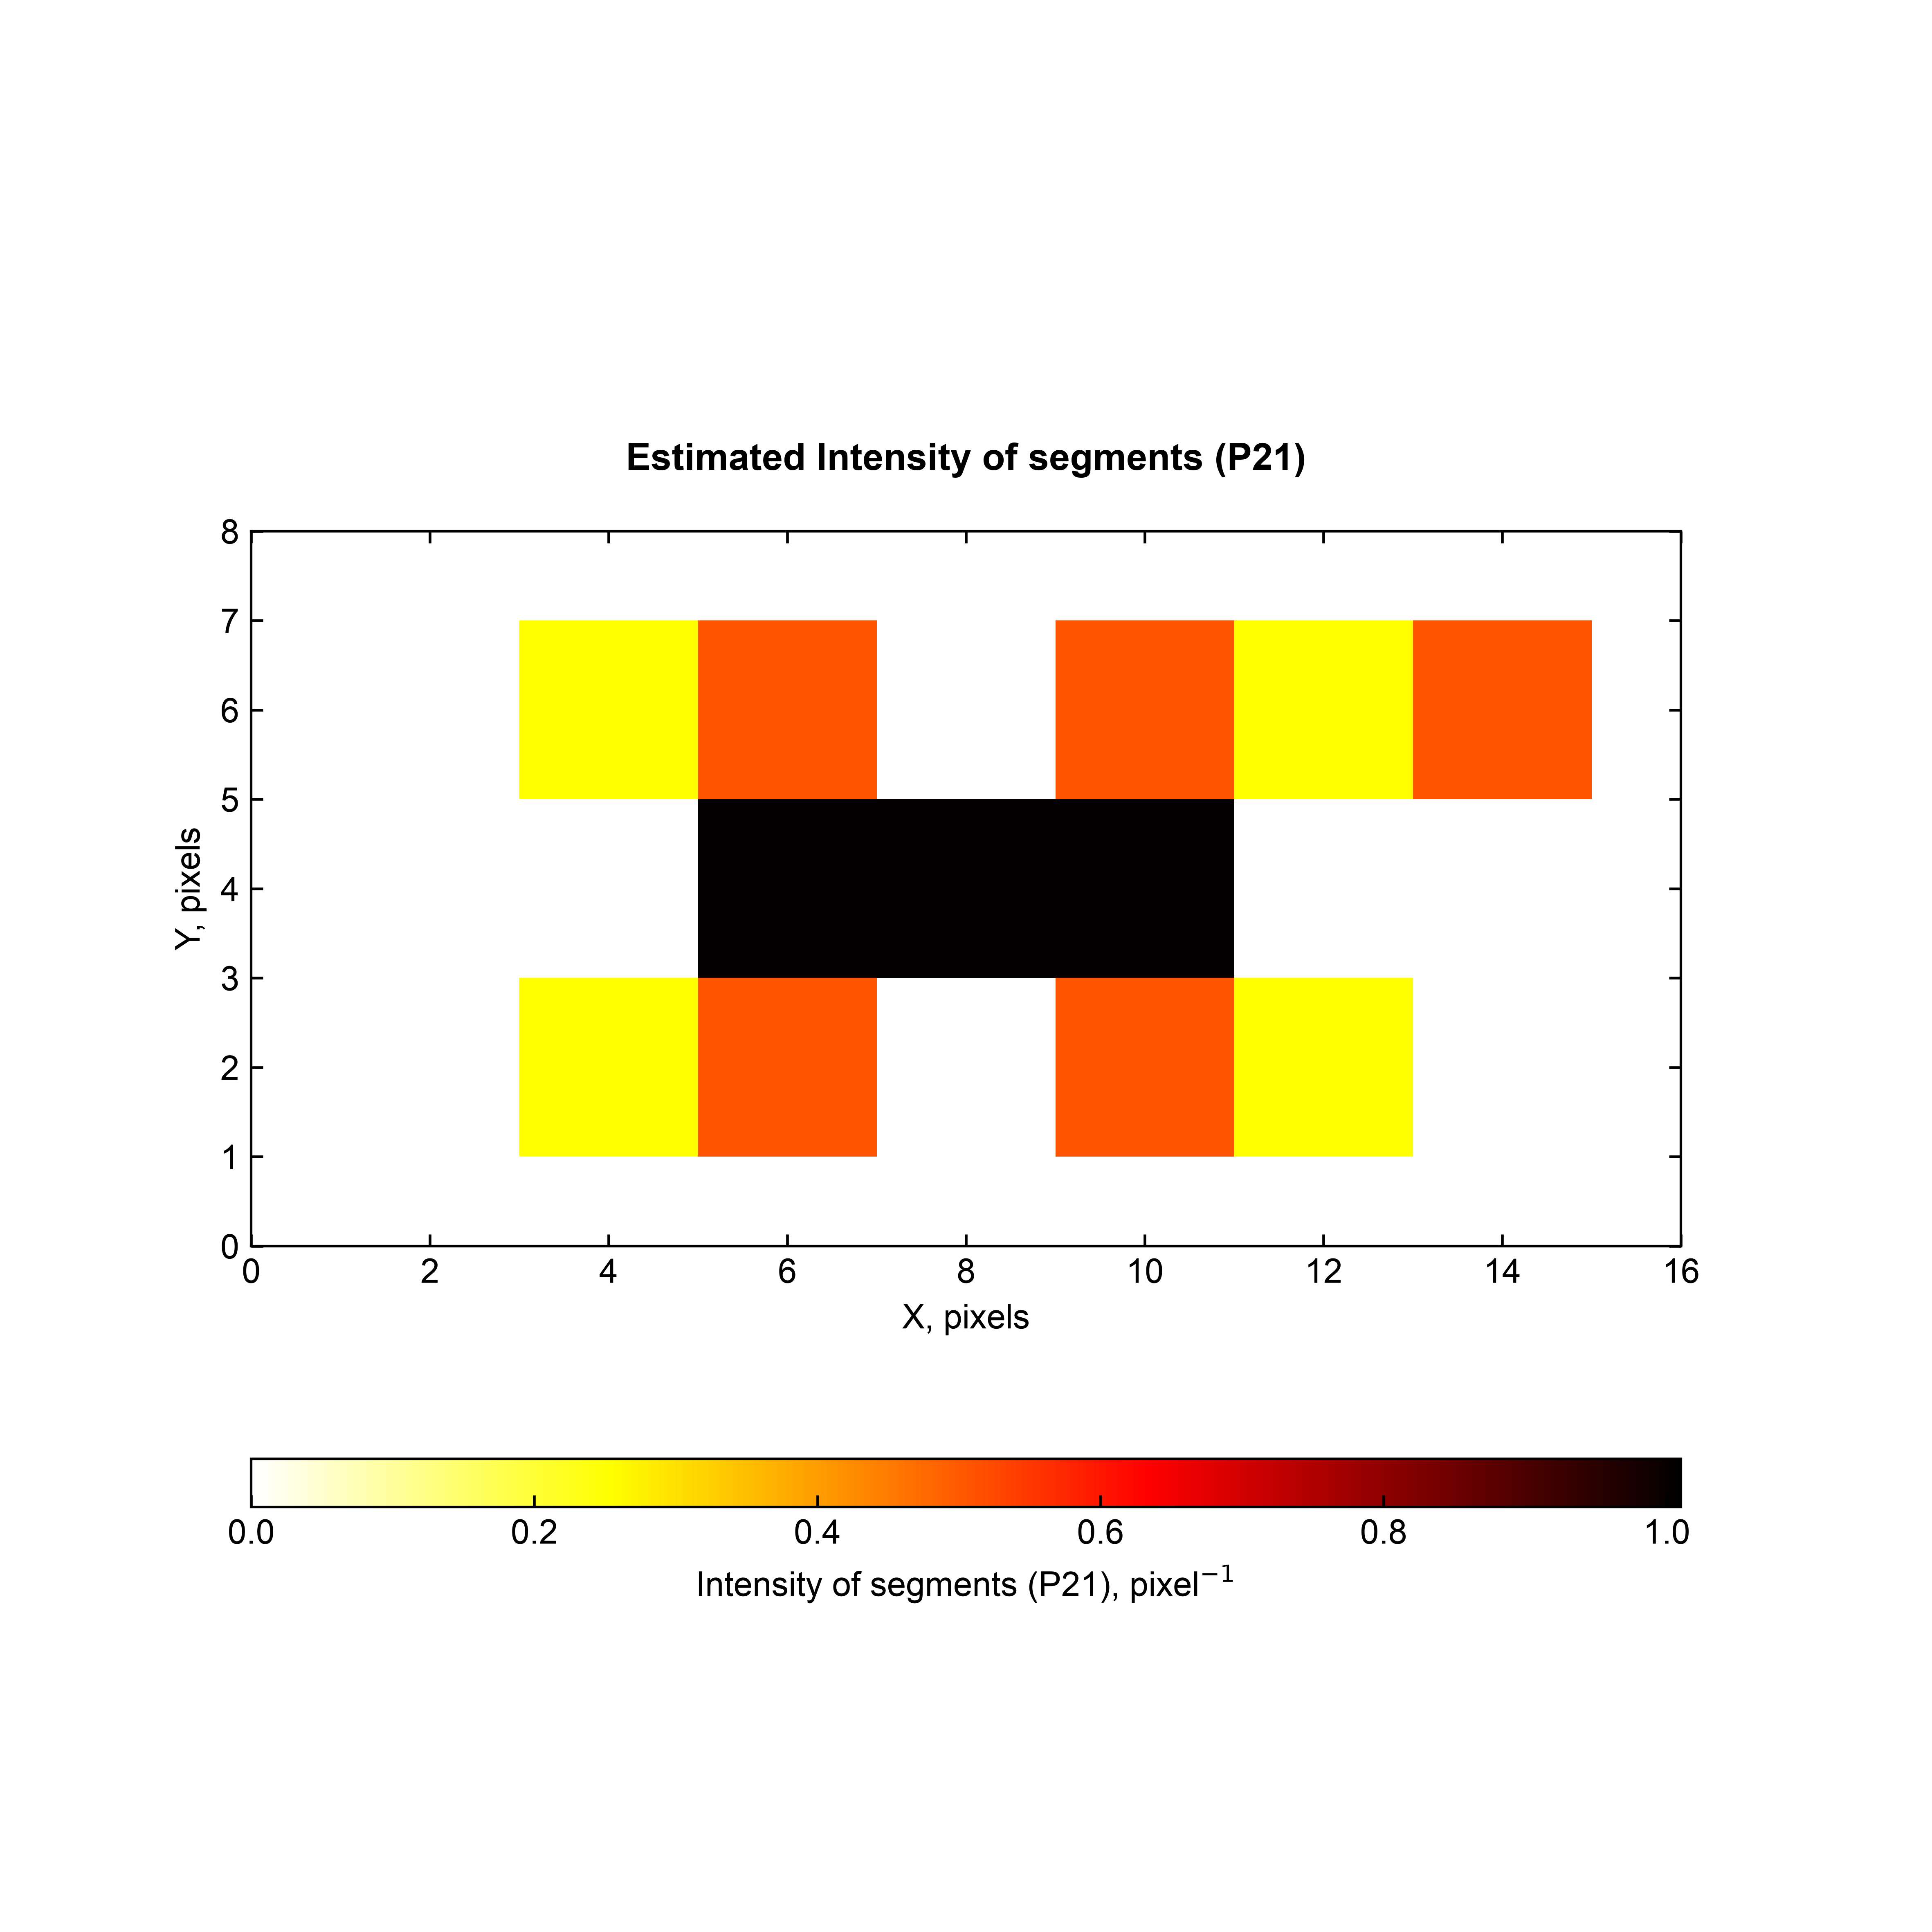 Estimated Intensity of segments (P21)
8
7
6
5
4
3
2
1
0
Y, pixels
0 2 4 6 8 10 12 14 16
X, pixels
0.0 0.2 0.4 0.6 0.8 1.0
Intensity of segments (P21), pixel⁻¹